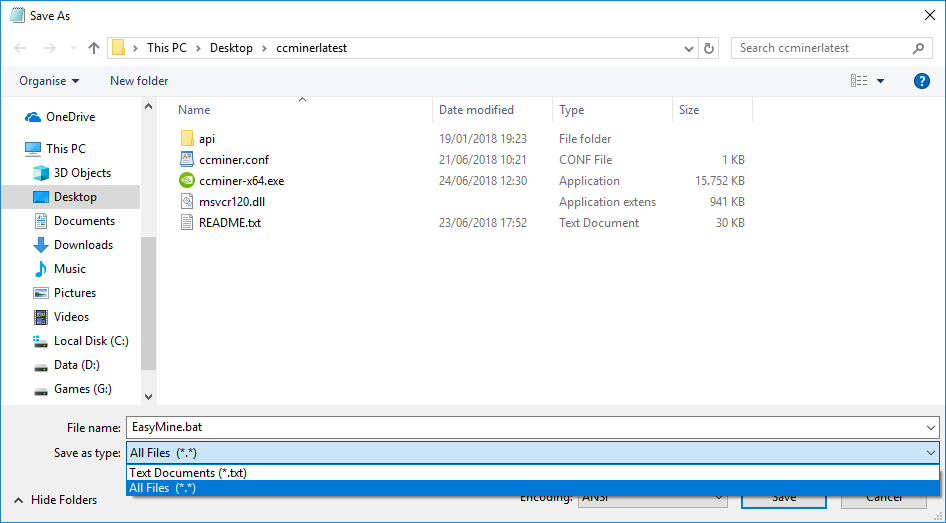 Save As
This PC > Desktop > ccminerlatest
Search ccminerlatest
Organise
New folder
?
Name
Date modified
Type
Size
OneDrive
This PC
3D Objects
Desktop
Documents
Downloads
Music
Pictures
Videos
Local Disk (C:)
Data (D:)
Games (G:)
api 19/01/2018 19:23 File folder
ccminer.conf 21/06/2018 10:21 CONF File 1 KB
ccminer-x64.exe 24/06/2018 12:30 Application 15.752 KB
msvcr120.dll Application extens 941 KB
README.txt 23/06/2018 17:52 Text Document 30 KB
File name: EasyMine.bat
Save as type: All Files (*.*)
Text Documents (*.txt)
All Files (*.*)
Hide Folders
Encoding: ANSI
Save
Cancel